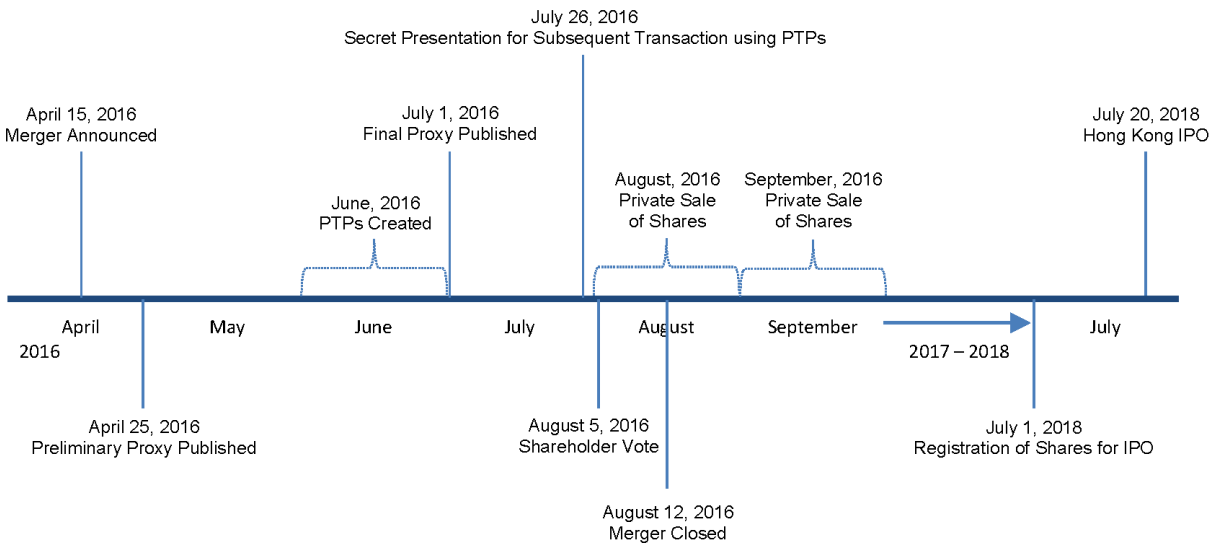 July 26, 2016
Secret Presentation for Subsequent Transaction using PTPs
April 15, 2016
Merger Announced
July 1, 2016
Final Proxy Published
July 20, 2018
Hong Kong IPO
June, 2016
PTPs Created
August, 2016
Private Sale
of Shares
September, 2016
Private Sale
of Shares
April
May
June
July
August
September
July
2016
2017 – 2018
April 25, 2016
Preliminary Proxy Published
August 5, 2016
Shareholder Vote
July 1, 2018
Registration of Shares for IPO
August 12, 2016
Merger Closed